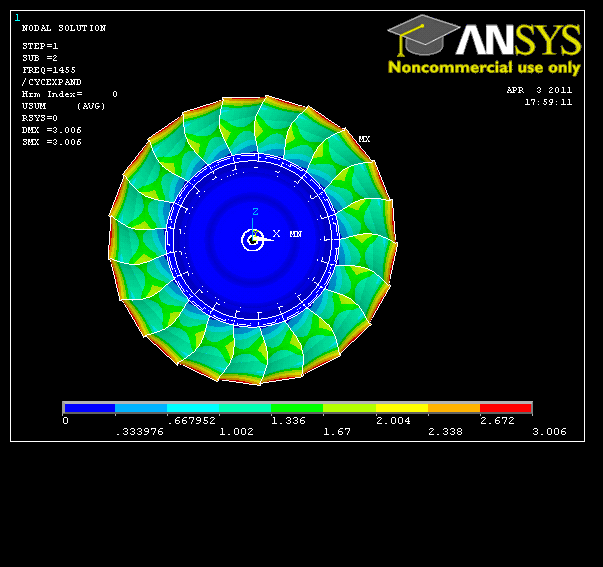 1
NODAL SOLUTION
STEP=1
SUB =2
FREQ=1455
/CYCEXPAND
Hrm Index= 0
USUM (AVG)
RSYS=0
DMX =3.006
SMX =3.006
ANSYS
Noncommercial use only
APR 3 2011
17:59:11
MX
Z
X MN
0 .667952 1.336 2.004 2.672
.333976 1.002 1.67 2.338 3.006